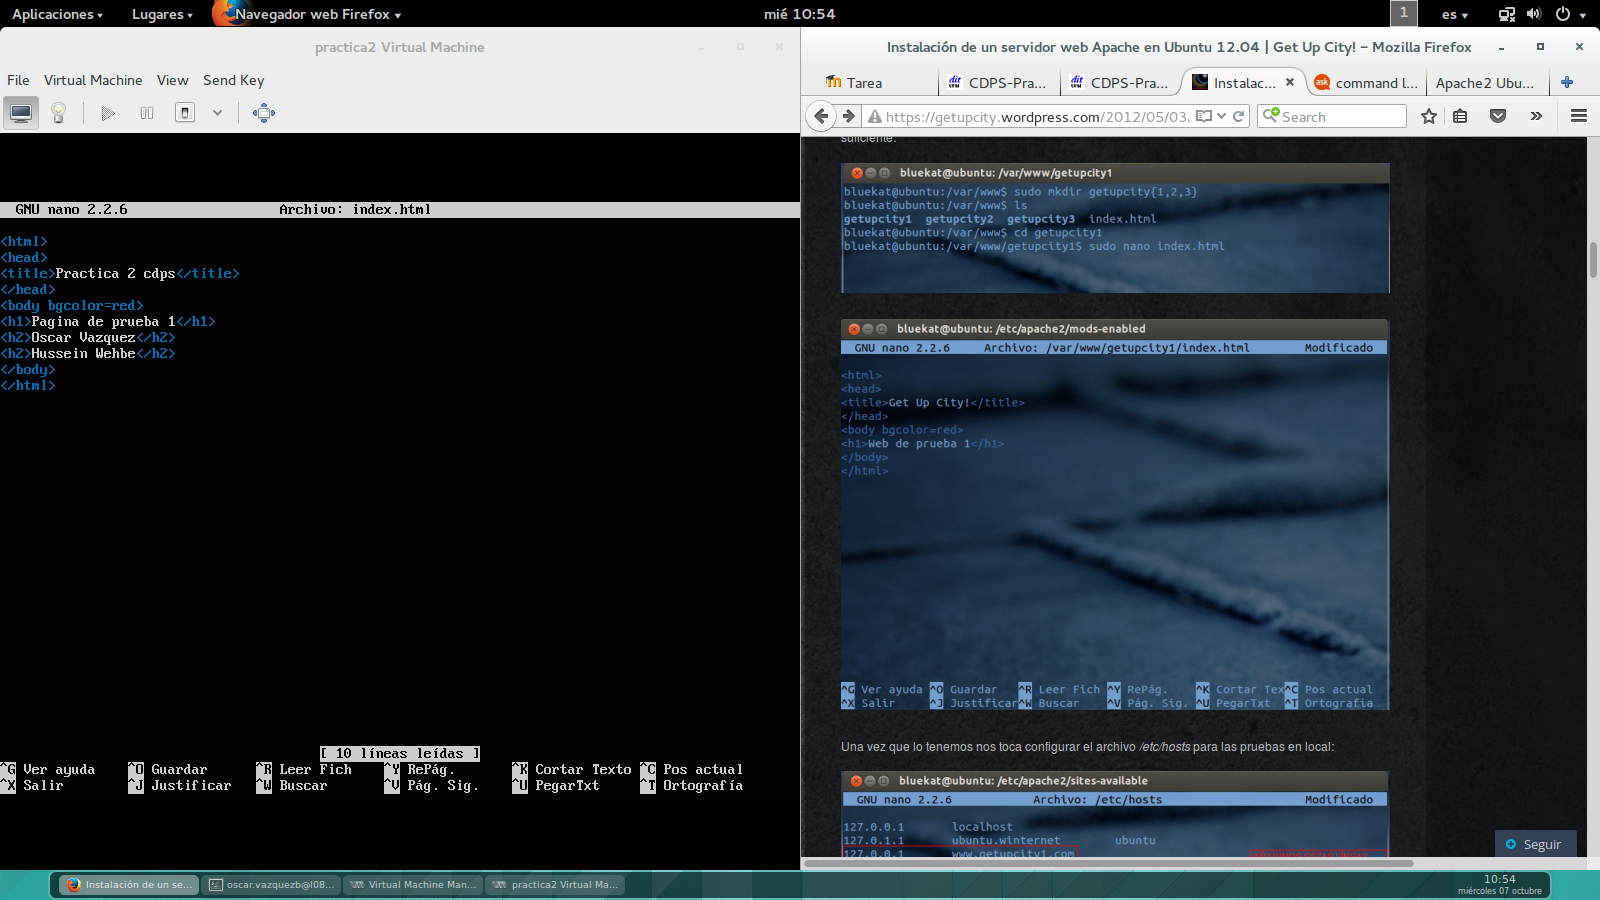 Aplicaciones
Lugares
Navegador web Firefox
mié 10:54
1
es
practica2 Virtual Machine
File Virtual Machine View Send Key
GNU nano 2.2.6 Archivo: index.html
<html>
<head>
<title>Practica 2 cdps</title>
</head>
<body bgcolor=red>
<h1>Pagina de prueba 1</h1>
<h2>Oscar Vazquez</h2>
<h2>Hussein Wehbe</h2>
</body>
</html>
[ 10 líneas leídas ]
^G Ver ayuda ^O Guardar ^R Leer Fich ^Y RePág. ^K Cortar Texto ^C Pos actual
^X Salir ^J Justificar ^W Buscar ^V Pág. Sig. ^U PegarTxt ^T Ortografía
Instalación de un servidor web Apache en Ubuntu 12.04 | Get Up City! – Mozilla Firefox
Tarea
dit UPM CDPS-Pra...
dit UPM CDPS-Pra...
Instalac...
ask command l...
Apache2 Ubu...
https://getupcity.wordpress.com/2012/05/03,
Search
suficiente:
bluekat@ubuntu: /var/www/getupcity1
bluekat@ubuntu:/var/www$ sudo mkdir getupcity{1,2,3}
bluekat@ubuntu:/var/www$ ls
getupcity1 getupcity2 getupcity3 index.html
bluekat@ubuntu:/var/www$ cd getupcity1
bluekat@ubuntu:/var/www/getupcity1$ sudo nano index.html
bluekat@ubuntu: /etc/apache2/mods-enabled
GNU nano 2.2.6 Archivo: /var/www/getupcity1/index.html Modificado
<html>
<head>
<title>Get Up City!</title>
</head>
<body bgcolor=red>
<h1>Web de prueba 1</h1>
</body>
</html>
^G Ver ayuda ^O Guardar ^R Leer Fich ^Y RePág. ^K Cortar Tex ^C Pos actual
^X Salir ^J Justificar ^W Buscar ^V Pág. Sig. ^U PegarTxt ^T Ortografía
Una vez que lo tenemos nos toca configurar el archivo /etc/hosts para las pruebas en local:
bluekat@ubuntu: /etc/apache2/sites-available
GNU nano 2.2.6 Archivo: /etc/hosts Modificado
127.0.0.1 localhost
127.0.1.1 ubuntu.winternet ubuntu
127.0.0.1 www.getupcity1.com
Seguir
Instalación de un se...
oscar.vazquezb@l08...
Virtual Machine Man...
practica2 Virtual Ma...
10:54
miércoles 07 octubre